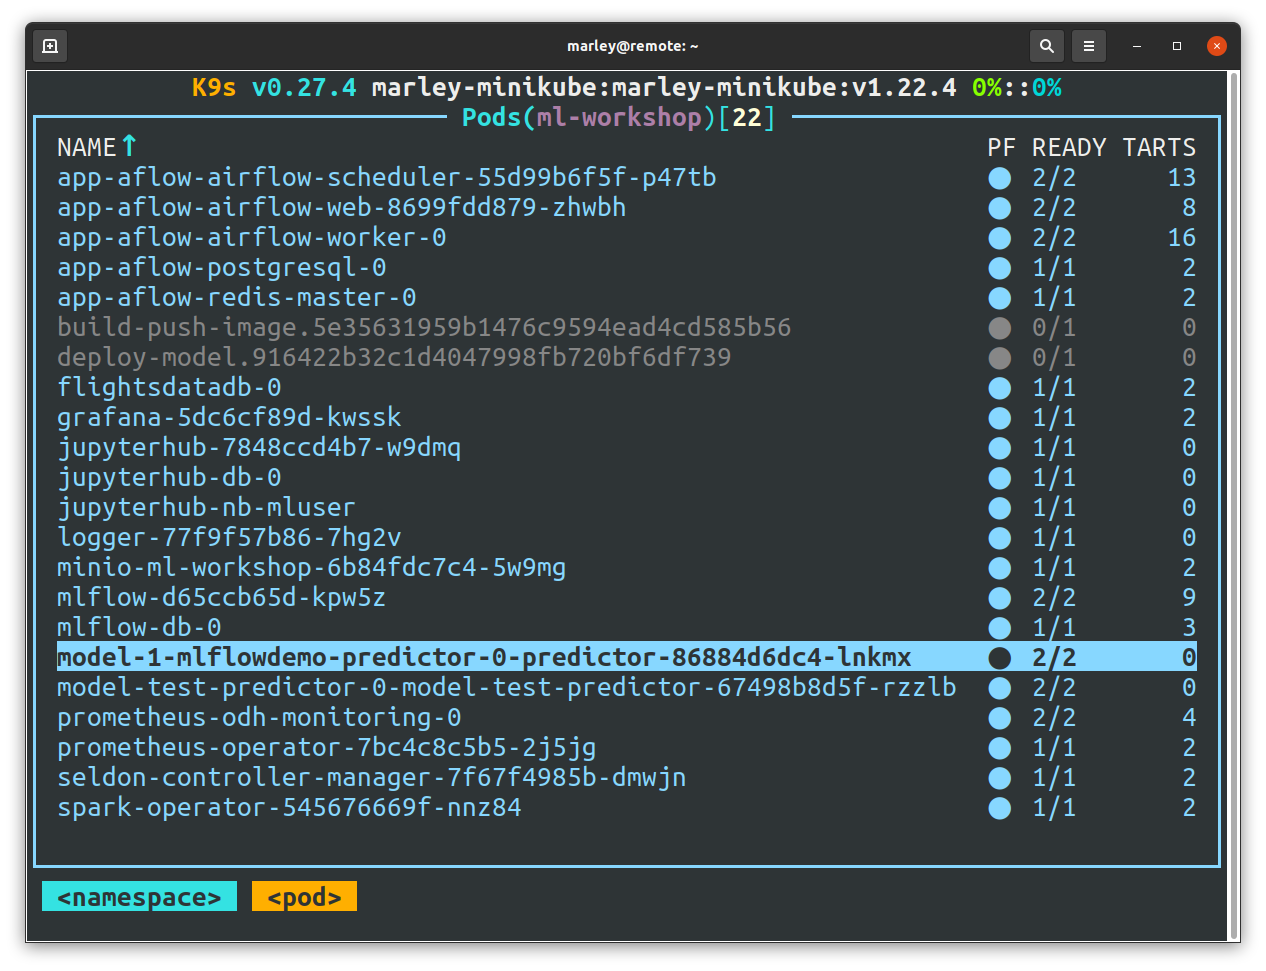 marley@remote: ~
K9s v0.27.4 marley-minikube:marley-minikube:v1.22.4 0%::0%
Pods(ml-workshop)[22]
NAME↑ PF READY TARTS
app-aflow-airflow-scheduler-55d99b6f5f-p47tb ● 2/2 13
app-aflow-airflow-web-8699fdd879-zhwbh ● 2/2 8
app-aflow-airflow-worker-0 ● 2/2 16
app-aflow-postgresql-0 ● 1/1 2
app-aflow-redis-master-0 ● 1/1 2
build-push-image.5e35631959b1476c9594ead4cd585b56 ● 0/1 0
deploy-model.916422b32c1d4047998fb720bf6df739 ● 0/1 0
flightsdatadb-0 ● 1/1 2
grafana-5dc6cf89d-kwssk ● 1/1 2
jupyterhub-7848ccd4b7-w9dmq ● 1/1 0
jupyterhub-db-0 ● 1/1 0
jupyterhub-nb-mluser ● 1/1 0
logger-77f9f57b86-7hg2v ● 1/1 0
minio-ml-workshop-6b84fdc7c4-5w9mg ● 1/1 2
mlflow-d65ccb65d-kpw5z ● 2/2 9
mlflow-db-0 ● 1/1 3
model-1-mlflowdemo-predictor-0-predictor-86884d6dc4-lnkmx ● 2/2 0
model-test-predictor-0-model-test-predictor-67498b8d5f-rzzlb ● 2/2 0
prometheus-odh-monitoring-0 ● 2/2 4
prometheus-operator-7bc4c8c5b5-2j5jg ● 1/1 2
seldon-controller-manager-7f67f4985b-dmwjn ● 1/1 2
spark-operator-545676669f-nnz84 ● 1/1 2
<namespace> <pod>